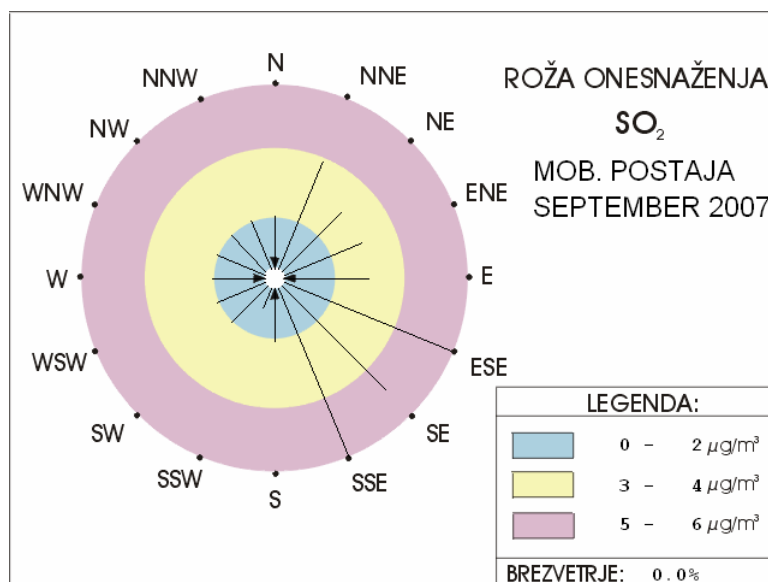 N
NNE
NE
ENE
E
ESE
SE
SSE
S
SSW
SW
WSW
W
WNW
NW
NNW
ROŽA ONESNAŽENJA
SO₂
MOB. POSTAJA
SEPTEMBER 2007
LEGENDA:
0 - 2 µg/m³
3 - 4 µg/m³
5 - 6 µg/m³
BREZVETRJE: 0.0%